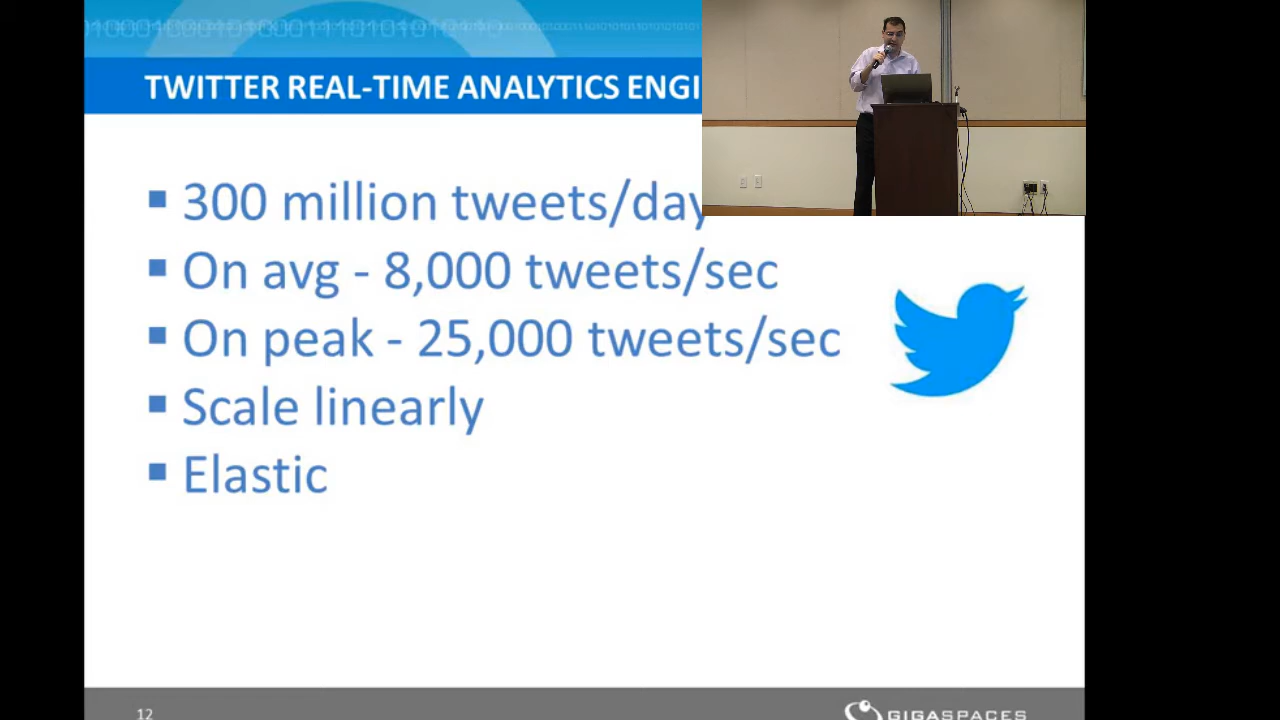 TWITTER REAL-TIME ANALYTICS ENGI
▪ 300 million tweets/day
▪ On avg - 8,000 tweets/sec
▪ On peak - 25,000 tweets/sec
▪ Scale linearly
▪ Elastic
12
GIGASPACES